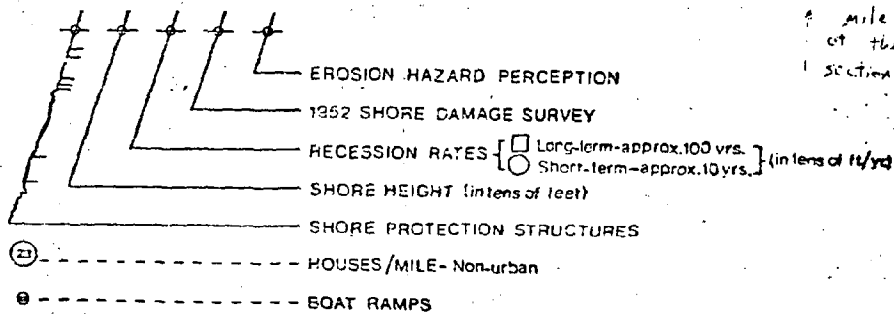 mile
of the
section
EROSION HAZARD PERCEPTION
1952 SHORE DAMAGE SURVEY
RECESSION RATES { □ Long-term-approx.100 yrs. } (in tens of ft/yr)
○ Short-term-approx.10 yrs.
SHORE HEIGHT (in tens of feet)
SHORE PROTECTION STRUCTURES
23 HOUSES/MILE-Non-urban
BOAT RAMPS